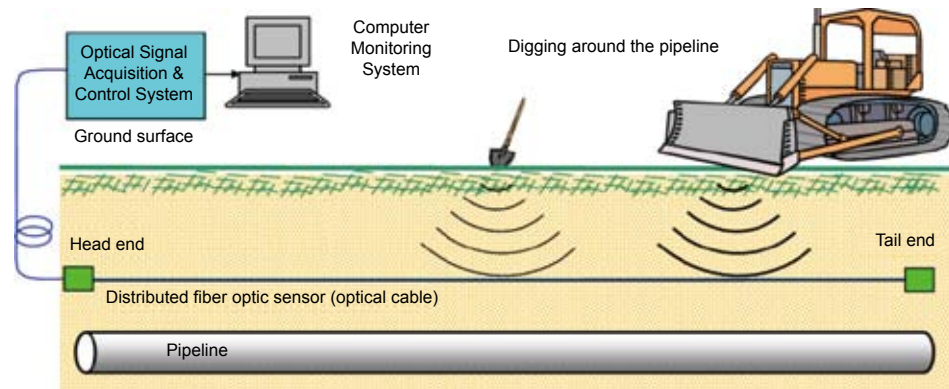 Optical Signal
Acquisition &
Control System
Computer
Monitoring
System
Digging around the pipeline
Ground surface
Head end
Tail end
Distributed fiber optic sensor (optical cable)
Pipeline